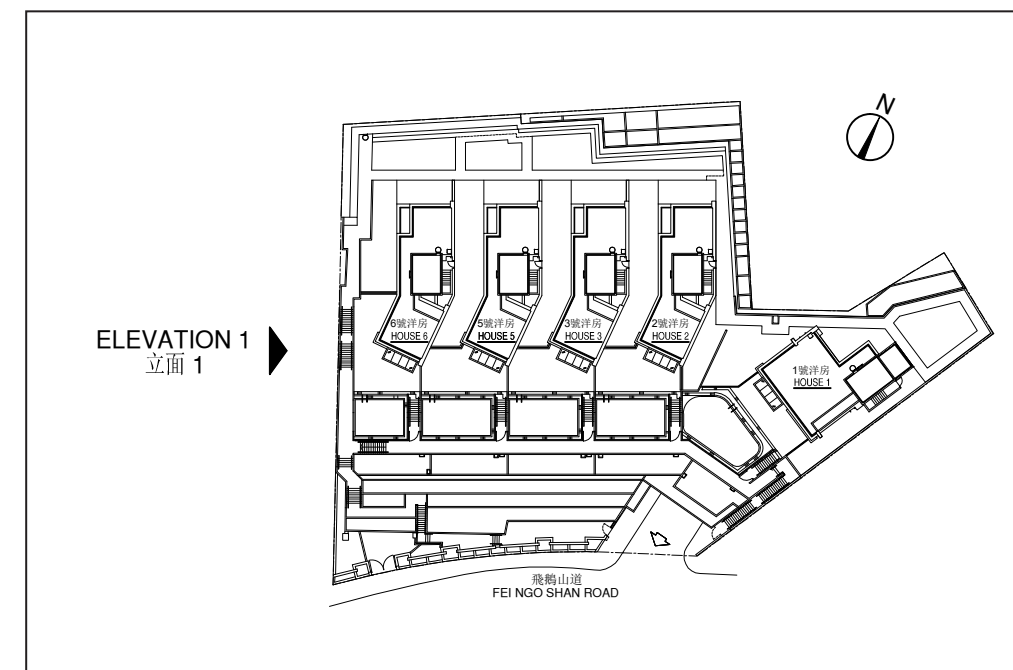 N
6號洋房
HOUSE 6
5號洋房
HOUSE 5
3號洋房
HOUSE 3
2號洋房
HOUSE 2
ELEVATION 1
立面 1
1號洋房
HOUSE 1
飛鵝山道
FEI NGO SHAN ROAD